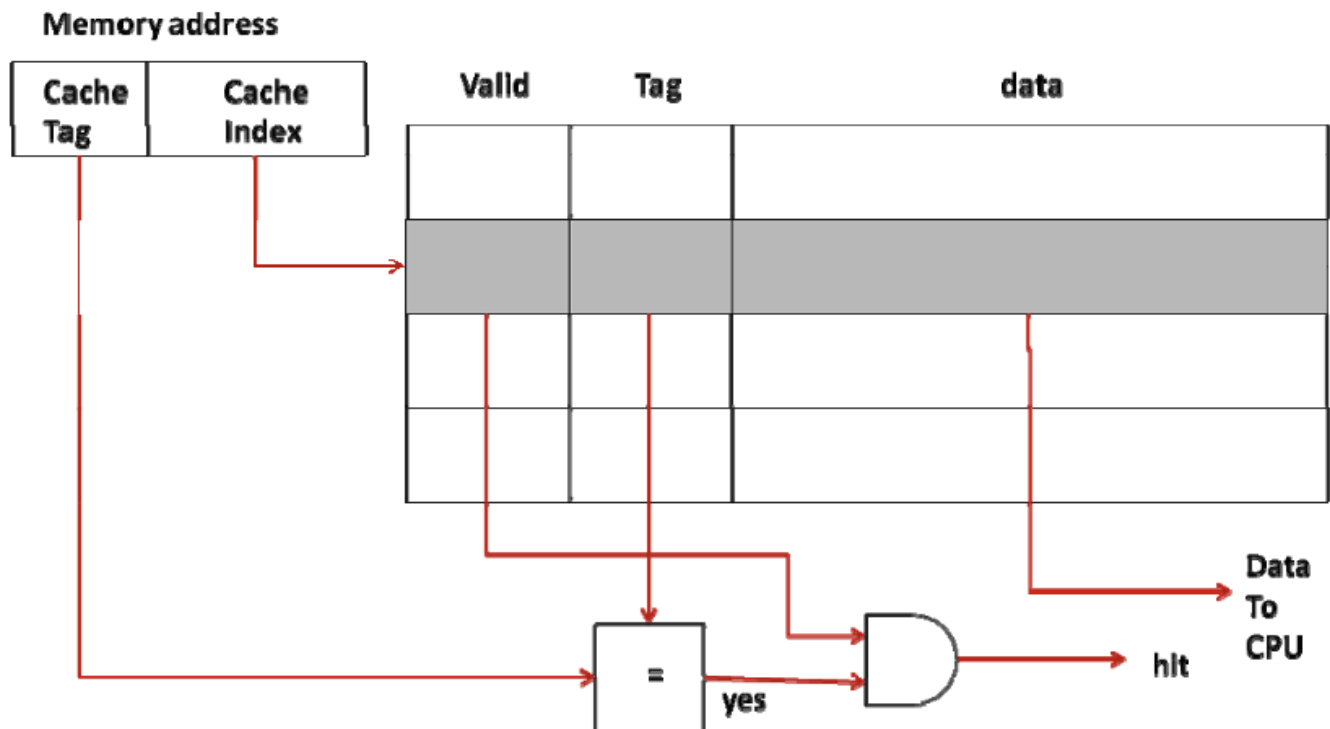 Memory address
Cache
Tag
Cache
Index
Valid
Tag
data
=
yes
hit
Data
To
CPU